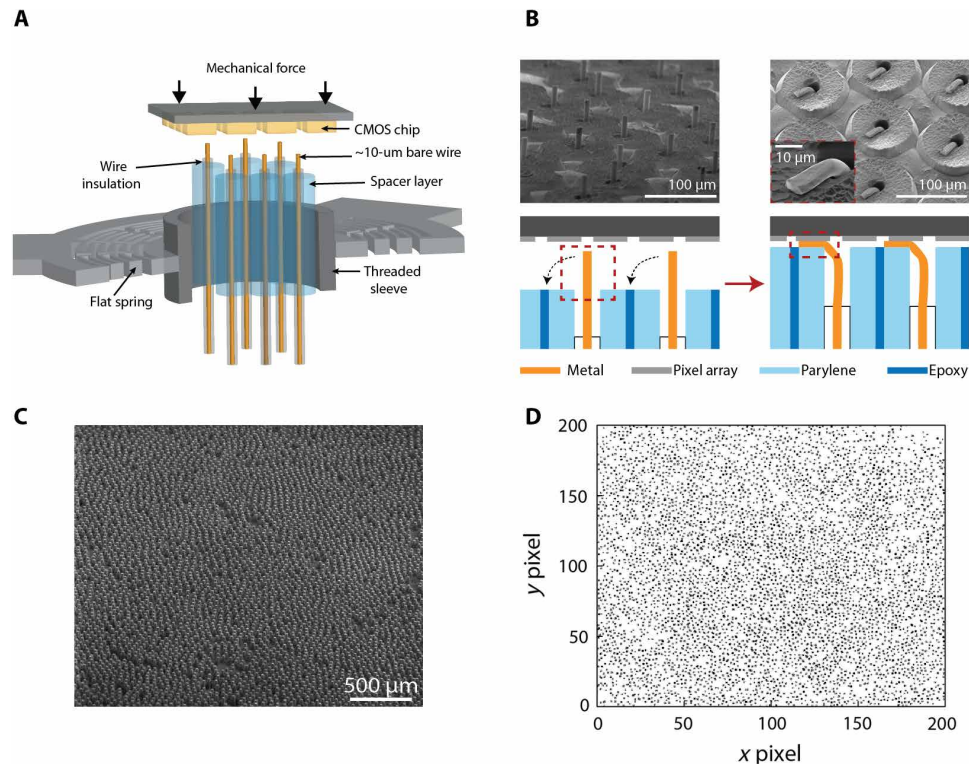 A
Mechanical force
CMOS chip
~10-um bare wire
Wire
insulation
Spacer layer
Threaded
sleeve
Flat spring
B
100 μm
10 μm
100 μm
Metal
Pixel array
Parylene
Epoxy
C
500 μm
D
200
150
100
50
0
0
50
100
150
200
y pixel
x pixel